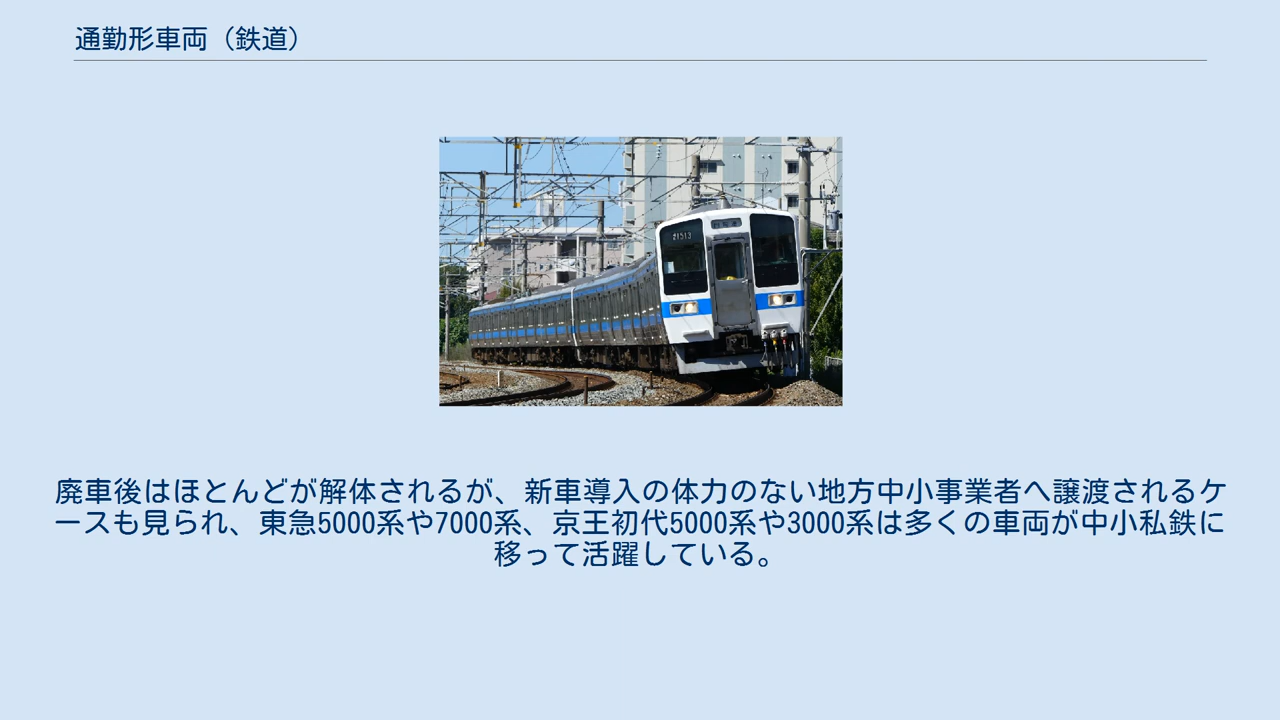 通勤形車両（鉄道）
21513
廃車後はほとんどが解体されるが、新車導入の体力のない地方中小事業者へ譲渡されるケ
ースも見られ、東急5000系や7000系、京王初代5000系や3000系は多くの車両が中小私鉄に
移って活躍している。